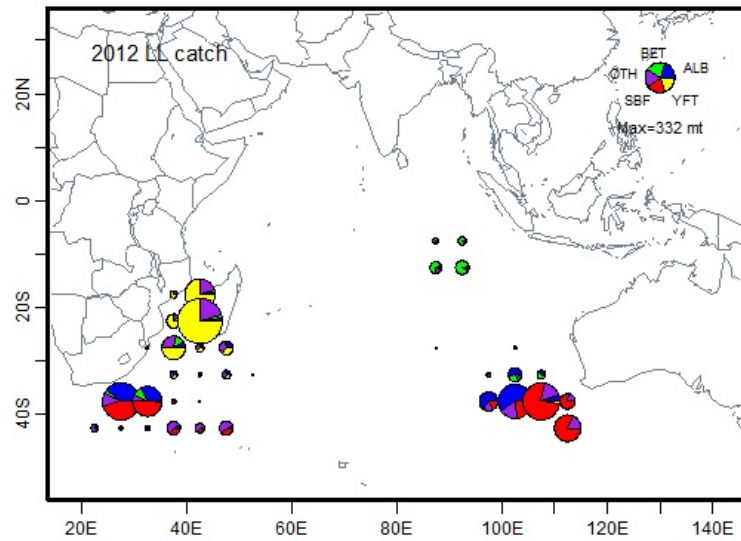 2012 LL catch
BET
OTH
ALB
SBF
YFT
Max=332 mt
20N
0
20S
40S
20E
40E
60E
80E
100E
120E
140E